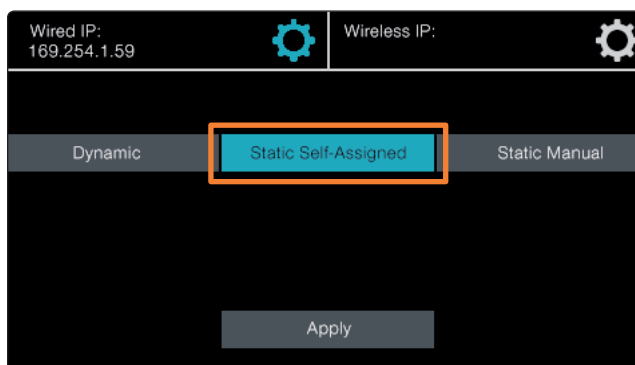 Wired IP:
169.254.1.59
Wireless IP:
Dynamic
Static Self-Assigned
Static Manual
Apply